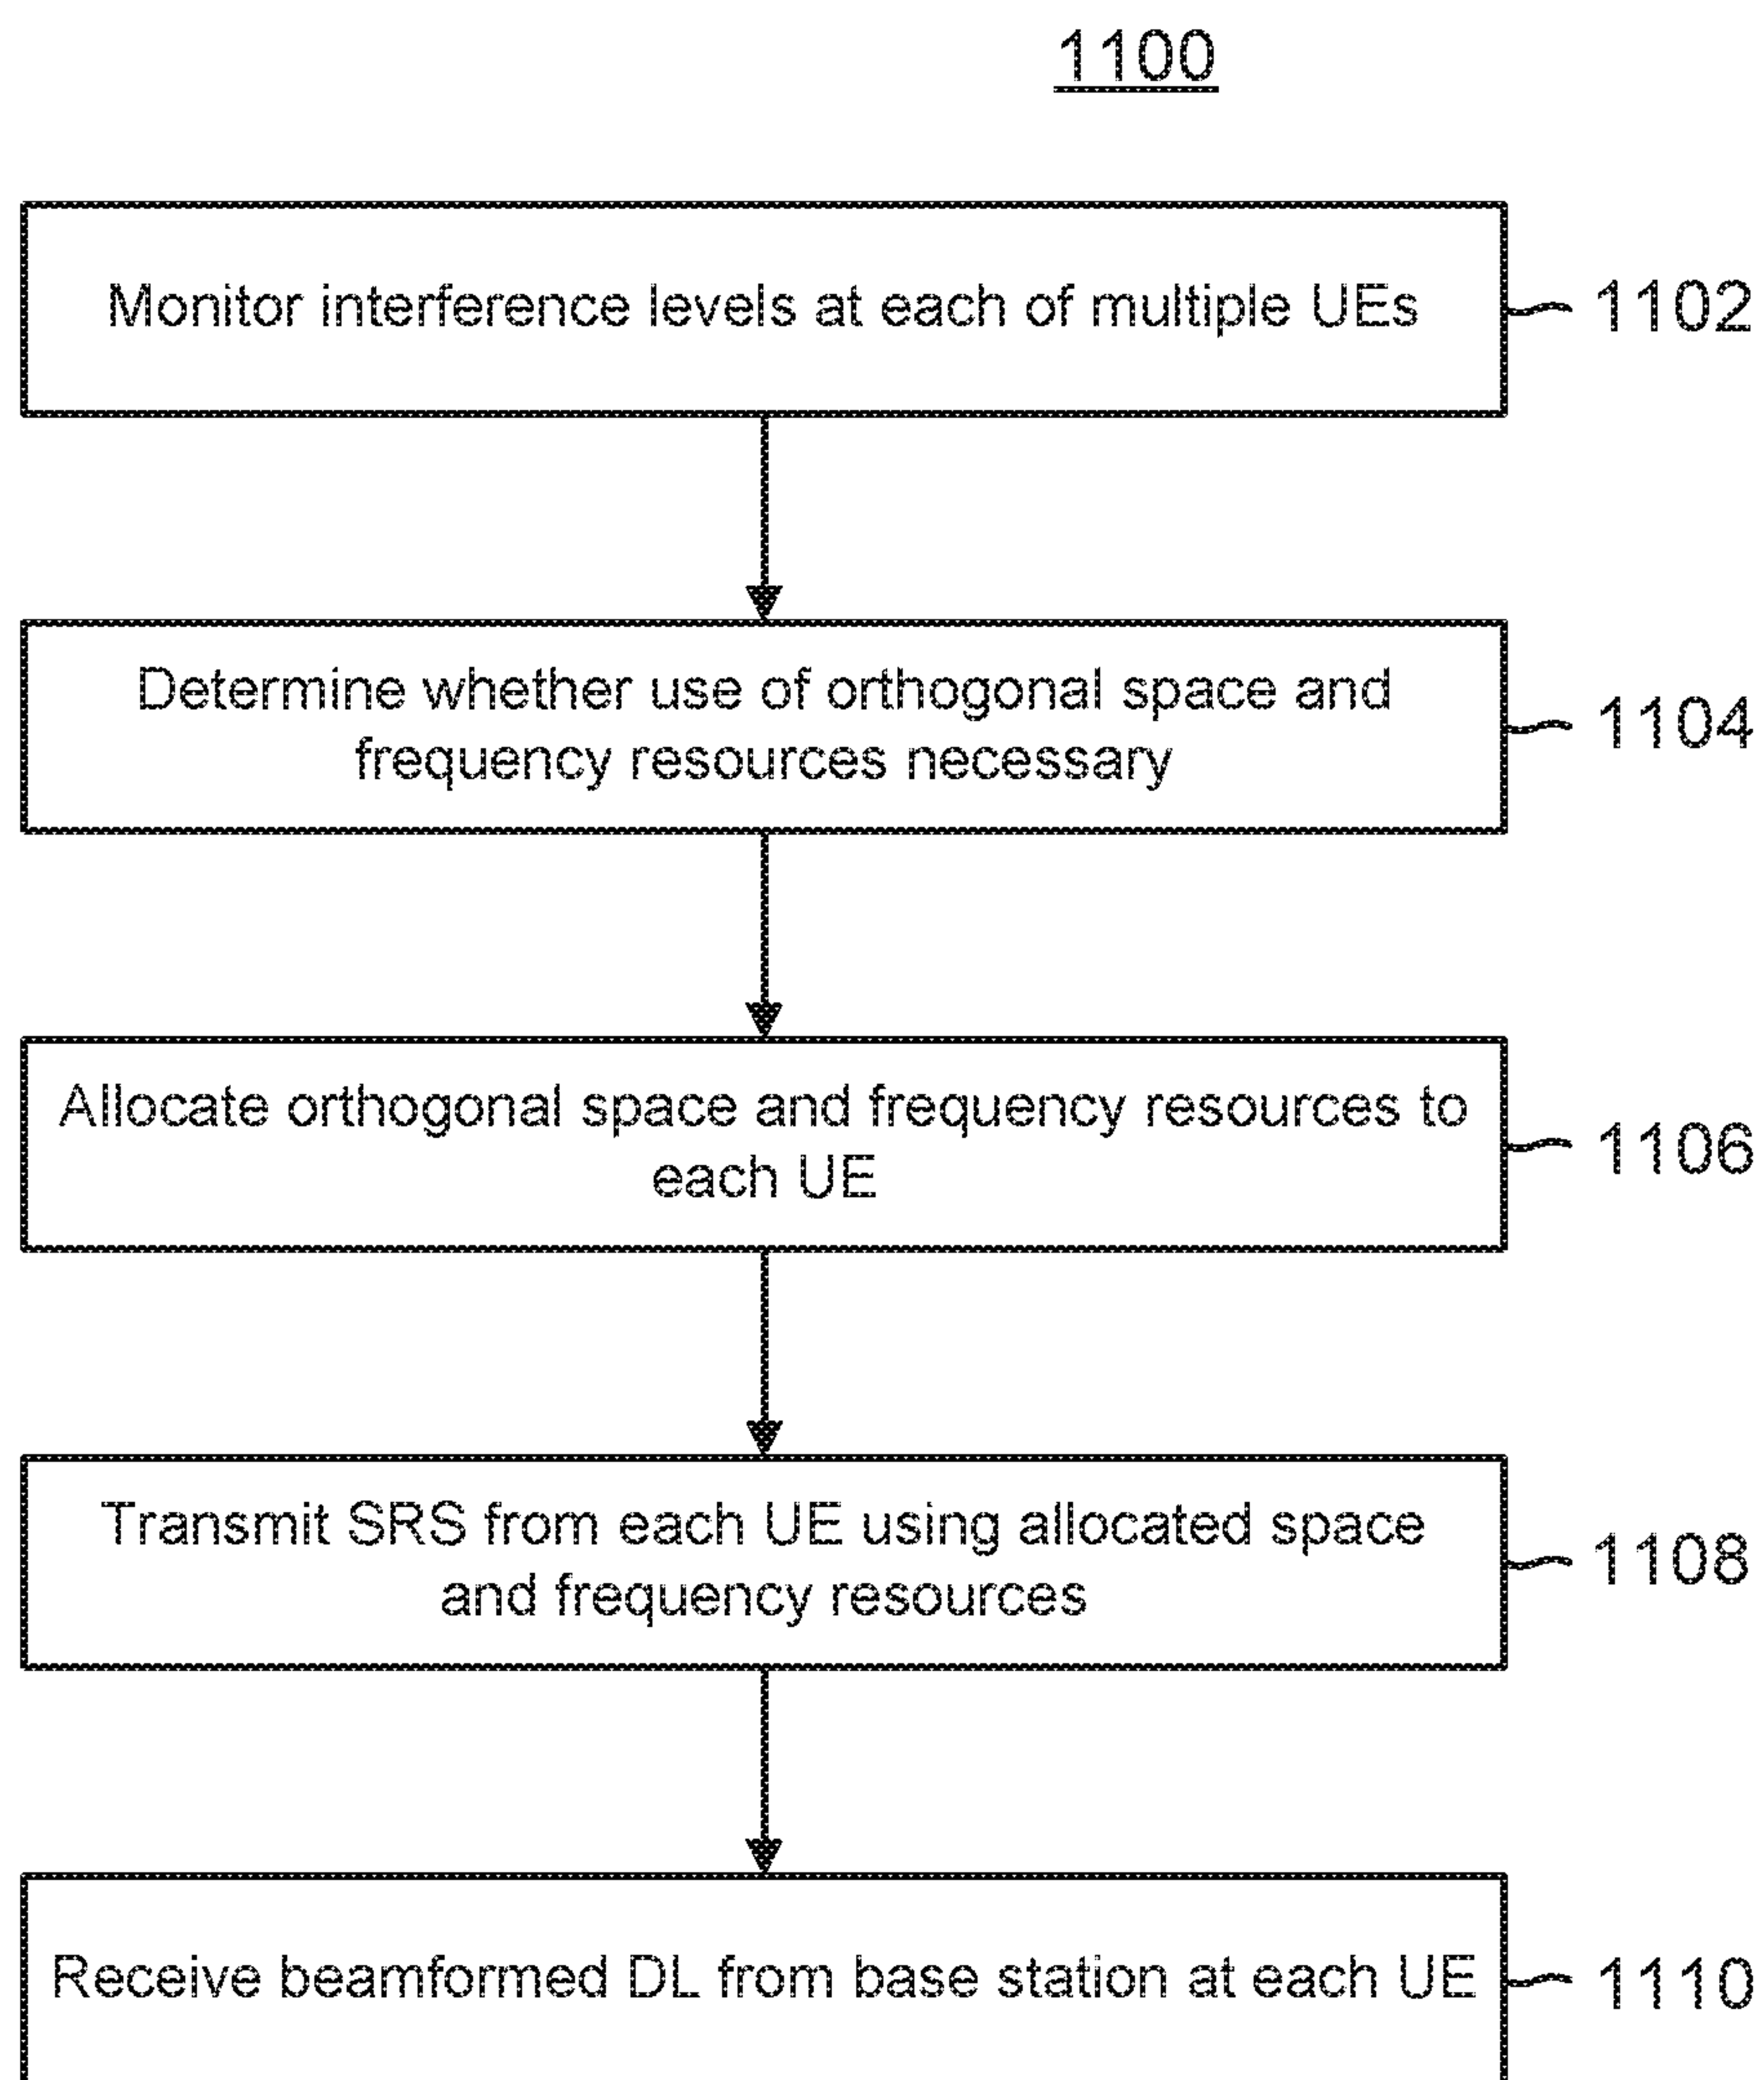 1100
Monitor interference levels at each of multiple UEs
1102
Determine whether use of orthogonal space and
frequency resources necessary
1104
Allocate orthogonal space and frequency resources to
each UE
1106
Transmit SRS from each UE using allocated space
and frequency resources
1108
Receive beamformed DL from base station at each UE
1110